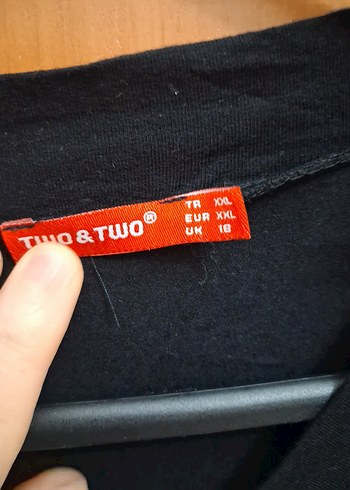 TWO & TWO®
TR XXL
EUR XXL
UK 18